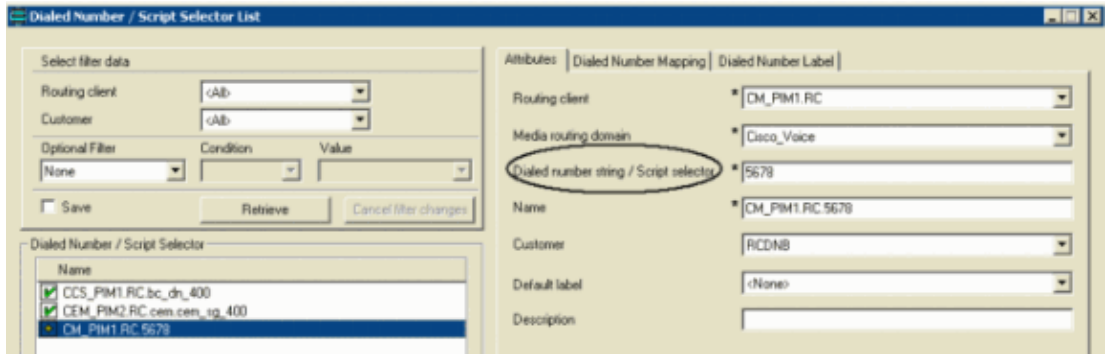 Dialed Number / Script Selector List
Select filter data
Routing client
<All>
Customer
<All>
Optional Filter
Condition
Value
None
Save
Retrieve
Cancel filter changes
Dialed Number / Script Selector
Name
CCS_PIM1.RC.bc_dn_400
CEM_PIM2.RC.cem.cem_sg_400
CM_PIM1.RC.5678
Attributes
Dialed Number Mapping
Dialed Number Label
Routing client
* CM_PIM1.RC
Media routing domain
* Cisco_Voice
Dialed number string / Script selector
* 5678
Name
* CM_PIM1.RC.5678
Customer
RCDNB
Default label
<None>
Description